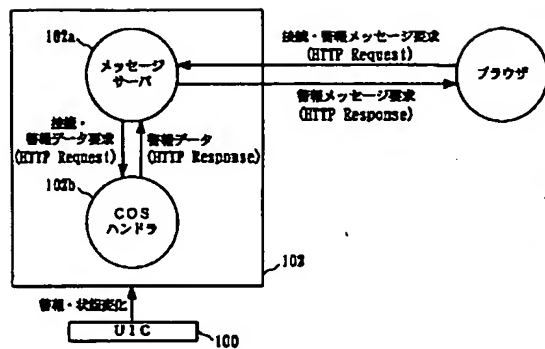 102a
メッセージ
サーバ
接続・警報メッセージ要求
(HTTP Request)
ブラウザ
警報メッセージ要求
(HTTP Response)
接続・
警報データ要求
(HTTP Request)
警報データ
(HTTP Response)
102b
COS
ハンドラ
102
警報・状態変化
UIC
100